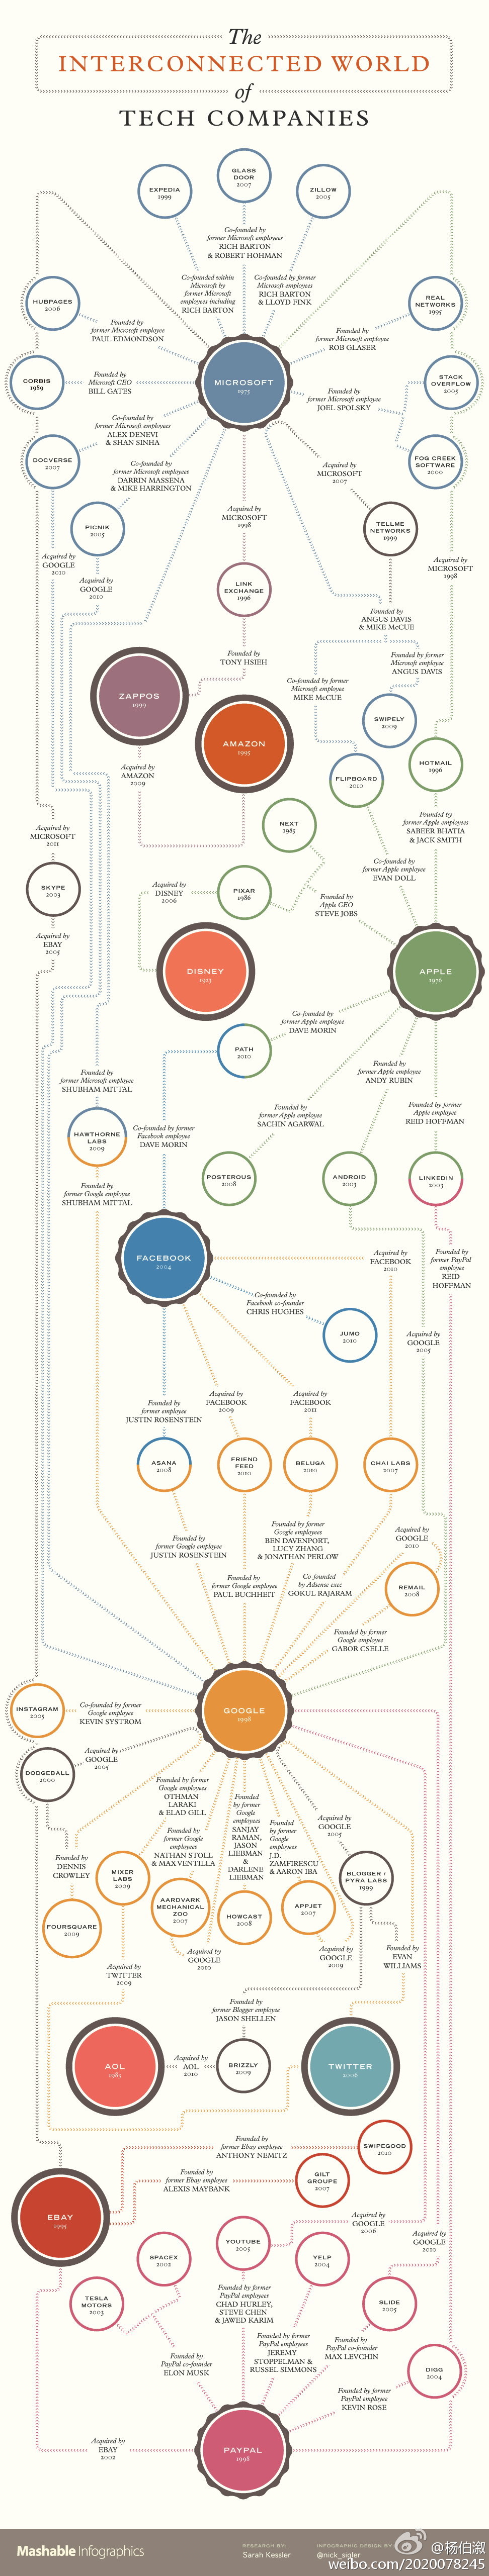 The
INTERCONNECTED WORLD
of
TECH COMPANIES
EXPEDIA
1999
GLASS
DOOR
2007
ZILLOW
2005
Co-founded by
former Microsoft employees
RICH BARTON
& ROBERT HOHMAN
Co-founded within
Microsoft by
former Microsoft
employees including
RICH BARTON
Co-founded by former
Microsoft employees
RICH BARTON
& LLOYD FINK
HUBPAGES
2006
REAL
NETWORKS
1995
Founded by
former Microsoft employee
PAUL EDMONDSON
Founded by
former Microsoft employee
ROB GLASER
CORBIS
1989
Founded by
Microsoft CEO
BILL GATES
MICROSOFT
1975
STACK
OVERFLOW
2005
Founded by
former Microsoft employee
JOEL SPOLSKY
Co-founded by
former Microsoft employees
ALEX DENEVI
& SHAN SINHA
DOCVERSE
2007
FOG CREEK
SOFTWARE
2000
Co-founded by
former Microsoft employees
DARRIN MASSENA
& MIKE HARRINGTON
Acquired by
MICROSOFT
2007
PICNIK
2005
Acquired by
MICROSOFT
1998
TELLME
NETWORKS
1999
Acquired by
GOOGLE
2010
Acquired by
GOOGLE
2010
Acquired by
MICROSOFT
1998
LINK
EXCHANGE
1996
Founded by
ANGUS DAVIS
& MIKE McCUE
Founded by
TONY HSIEH
Founded by former
Microsoft employee
ANGUS DAVIS
Co-founded by former
Microsoft employee
MIKE McCUE
ZAPPOS
1999
SWIPELY
2009
AMAZON
1995
HOTMAIL
1996
FLIPBOARD
2010
Acquired by
AMAZON
2009
NEXT
1985
Founded by
former Apple employees
SABEER BHATIA
& JACK SMITH
Acquired by
MICROSOFT
2011
Co-founded by
former Apple employee
EVAN DOLL
SKYPE
2003
Acquired by
DISNEY
2006
PIXAR
1986
Founded by
Apple CEO
STEVE JOBS
Acquired by
EBAY
2005
DISNEY
1923
APPLE
1976
Co-founded by
former Apple employee
DAVE MORIN
PATH
2010
Founded by
former Microsoft employee
SHUBHAM MITTAL
Founded by
former Apple employee
ANDY RUBIN
Founded by
former Apple employee
SACHIN AGARWAL
Founded by former
Apple employee
REID HOFFMAN
HAWTHORNE
LABS
2009
Co-founded by former
Facebook employee
DAVE MORIN
Founded by
former Google employee
SHUBHAM MITTAL
POSTEROUS
2008
ANDROID
2003
LINKEDIN
2003
FACEBOOK
2004
Acquired by
FACEBOOK
2010
Founded by
former PayPal
employee
REID
HOFFMAN
Co-founded by
Facebook co-founder
CHRIS HUGHES
JUMO
2010
Acquired by
GOOGLE
2005
Founded by
former employee
JUSTIN ROSENSTEIN
Acquired by
FACEBOOK
2009
Acquired by
FACEBOOK
2011
ASANA
2008
FRIEND
FEED
2010
BELUGA
2010
CHAI LABS
2007
Founded by
former Google employee
JUSTIN ROSENSTEIN
Founded by former
Google employees
BEN DAVENPORT,
LUCY ZHANG
& JONATHAN PERLOW
Acquired by
GOOGLE
2010
Founded by
former Google employee
PAUL BUCHHEIT
Co-founded
by Adsense exec
GOKUL RAJARAM
REMAIL
2008
Founded by former
Google employee
GABOR CSELLE
INSTAGRAM
2005
Co-founded by former
Google employee
KEVIN SYSTROM
GOOGLE
1998
DODGEBALL
2000
Acquired by
GOOGLE
2005
Founded by former
Google employees
OTHMAN
LARAKI
& ELAD GILL
Founded
by former
Google
employees
SANJAY
RAMAN,
JASON
LIEBMAN
&
DARLENE
LIEBMAN
Acquired by
GOOGLE
2005
Founded by
former Google
employees
NATHAN STOLL
& MAX VENTILLA
Founded
by former
Google
employees
J.D.
ZAMFIRESCU
& AARON IBA
Founded by
DENNIS
CROWLEY
MIXER
LABS
2009
BLOGGER /
PYRA LABS
1999
AARDVARK
MECHANICAL
ZOO
2007
HOWCAST
2008
APPJET
2007
FOURSQUARE
2009
Acquired by
GOOGLE
2010
Acquired by
GOOGLE
2009
Founded by
EVAN
WILLIAMS
Acquired by
TWITTER
2009
Founded by
former Blogger employee
JASON SHELLEN
AOL
1983
Acquired by
AOL
2010
BRIZZLY
2009
TWITTER
2006
Founded by
former Ebay employee
ANTHONY NEMITZ
SWIPEGOOD
2010
Founded by
former Ebay employee
ALEXIS MAYBANK
GILT
GROUPE
2007
EBAY
1995
Acquired by
GOOGLE
2006
Acquired by
GOOGLE
2010
SPACEX
2002
YOUTUBE
2005
YELP
2004
TESLA
MOTORS
2003
Founded by former
PayPal employees
CHAD HURLEY,
STEVE CHEN
& JAWED KARIM
SLIDE
2005
Founded by former
PayPal employees
JEREMY
STOPPELMAN &
RUSSEL SIMMONS
Founded by
PayPal co-founder
MAX LEVCHIN
Founded by
PayPal co-founder
ELON MUSK
DIGG
2004
Founded by former
PayPal employee
KEVIN ROSE
Acquired by
EBAY
2002
PAYPAL
1998
Mashable Infographics
RESEARCH BY:
Sarah Kessler
INFOGRAPHIC DESIGN BY:
@nick_sigler
@杨伯溆
weibo.com/2020078245